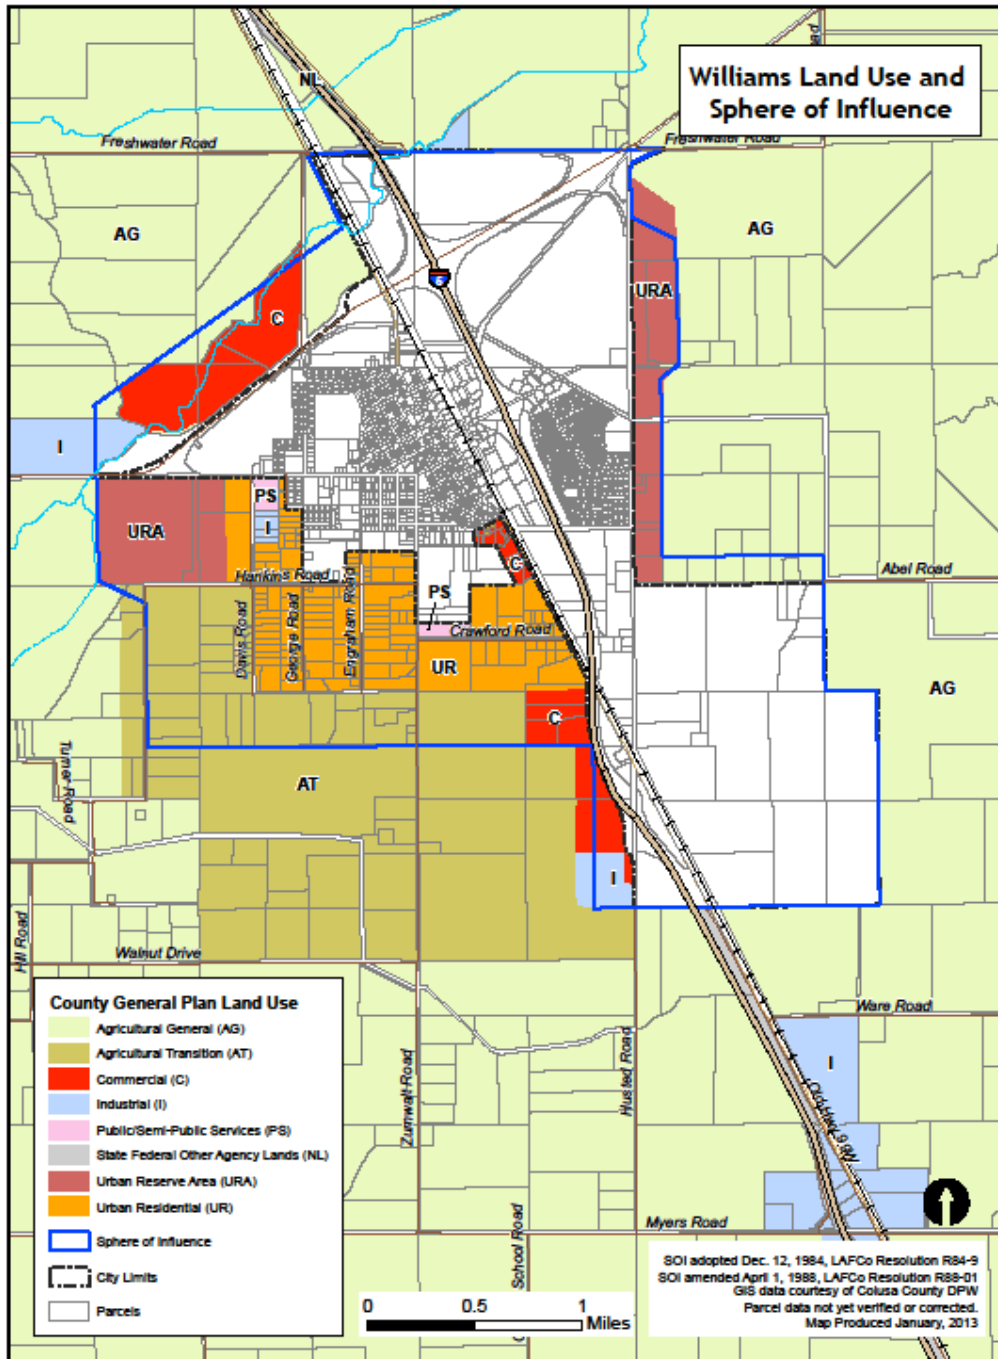 Williams Land Use and
Sphere of Influence
NL
Road
Freshwater Road
Freshwater Road
AG
AG
5
URA
C
I
PS
URA
I
C
Hankins Road
PS
Abel Road
Crawford Road
Davis Road
George Road
Engraham Road
UR
AG
C
Turner Road
AT
I
Hill Road
Walnut Drive
Ware Road
I
Zumwalt Road
Husted Road
Old Hwy 99W
Myers Road
School Road
County General Plan Land Use
Agricultural General (AG)
Agricultural Transition (AT)
Commercial (C)
Industrial (I)
Public/Semi-Public Services (PS)
State Federal Other Agency Lands (NL)
Urban Reserve Area (URA)
Urban Residential (UR)
Sphere of Influence
City Limits
Parcels
0 0.5 1
Miles
SOI adopted Dec. 12, 1984, LAFCo Resolution R84-9
SOI amended April 1, 1988, LAFCo Resolution R88-01
GIS data courtesy of Colusa County DPW
Parcel data not yet verified or corrected.
Map Produced January, 2013